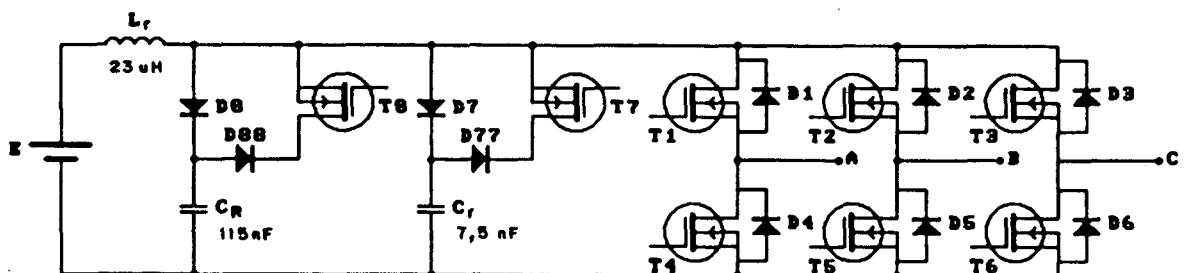 Lr
23 uH
D8
T8
D7
T7
D88
D77
E
CR
115nF
Cr
7,5 nF
T1
D1
T2
D2
T3
D3
A
B
C
T4
D4
T5
D5
T6
D6